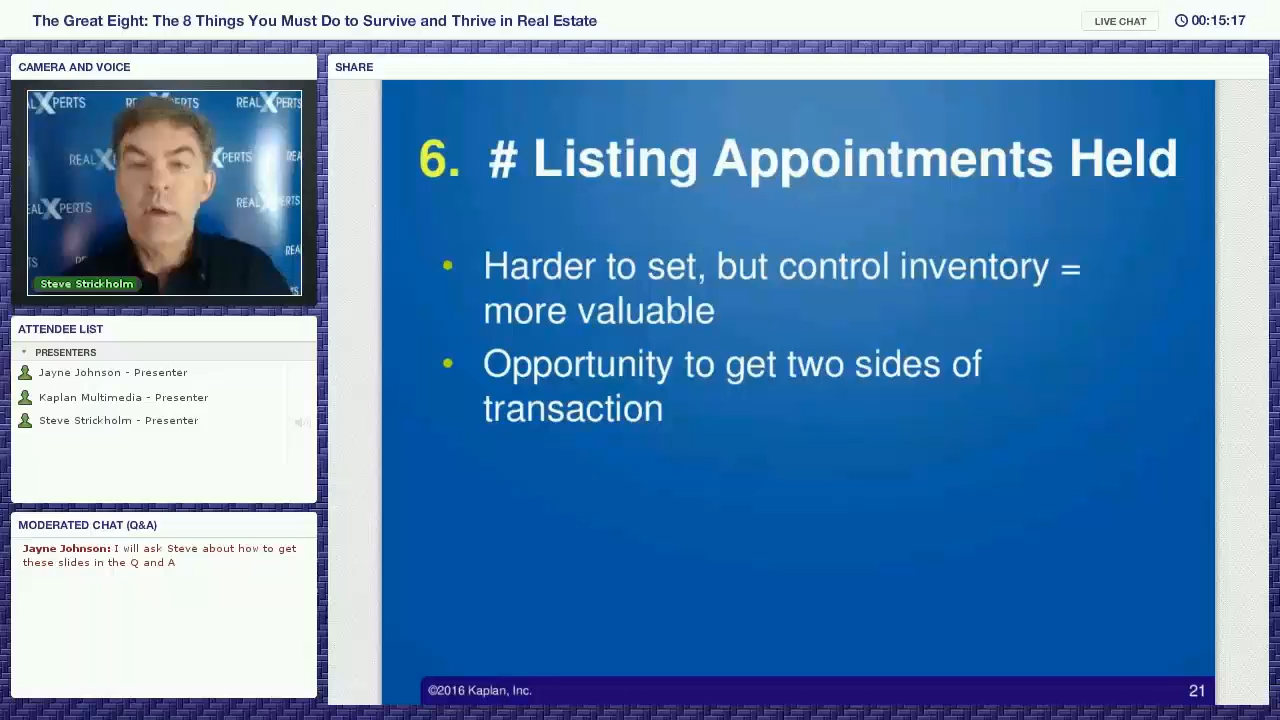 The Great Eight: The 8 Things You Must Do to Survive and Thrive in Real Estate
LIVE CHAT
00:15:17
CAMERA AND VOICE
SHARE
REALXPERTS
REALXPERTS
Steve Strickholm
6. # Listing Appointments Held
• Harder to set, but control inventory =
more valuable
• Opportunity to get two sides of
transaction
ATTENDEE LIST
PRESENTERS
Jayne Johnson - Presenter
Kaplan Multimedia - Presenter
Steve Strickholm - Presenter
MODERATED CHAT (Q&A)
Jayne Johnson: I will ask Steve about how to get
these slides in the Q and A
©2016 Kaplan, Inc.
21